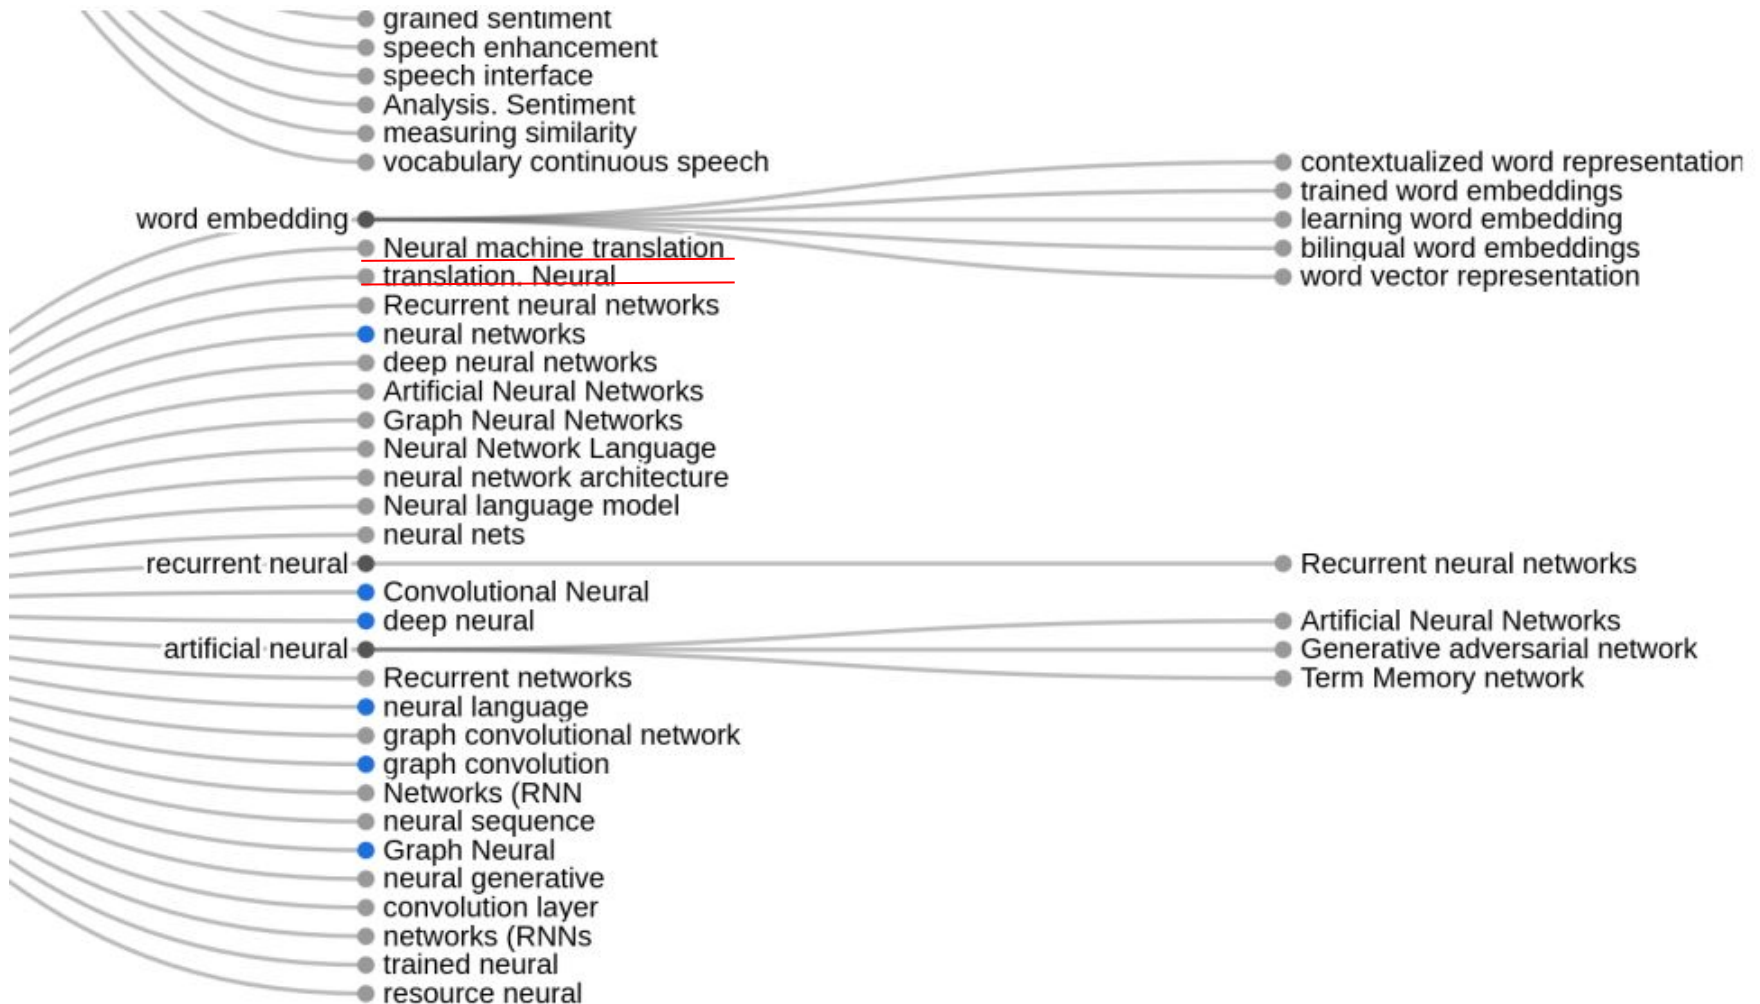 grained sentiment
speech enhancement
speech interface
Analysis. Sentiment
measuring similarity
vocabulary continuous speech
word embedding
Neural machine translation
translation. Neural
Recurrent neural networks
neural networks
deep neural networks
Artificial Neural Networks
Graph Neural Networks
Neural Network Language
neural network architecture
Neural language model
neural nets
recurrent neural
Convolutional Neural
deep neural
artificial neural
Recurrent networks
neural language
graph convolutional network
graph convolution
Networks (RNN
neural sequence
Graph Neural
neural generative
convolution layer
networks (RNNs
trained neural
resource neural
contextualized word representation
trained word embeddings
learning word embedding
bilingual word embeddings
word vector representation
Recurrent neural networks
Artificial Neural Networks
Generative adversarial network
Term Memory network